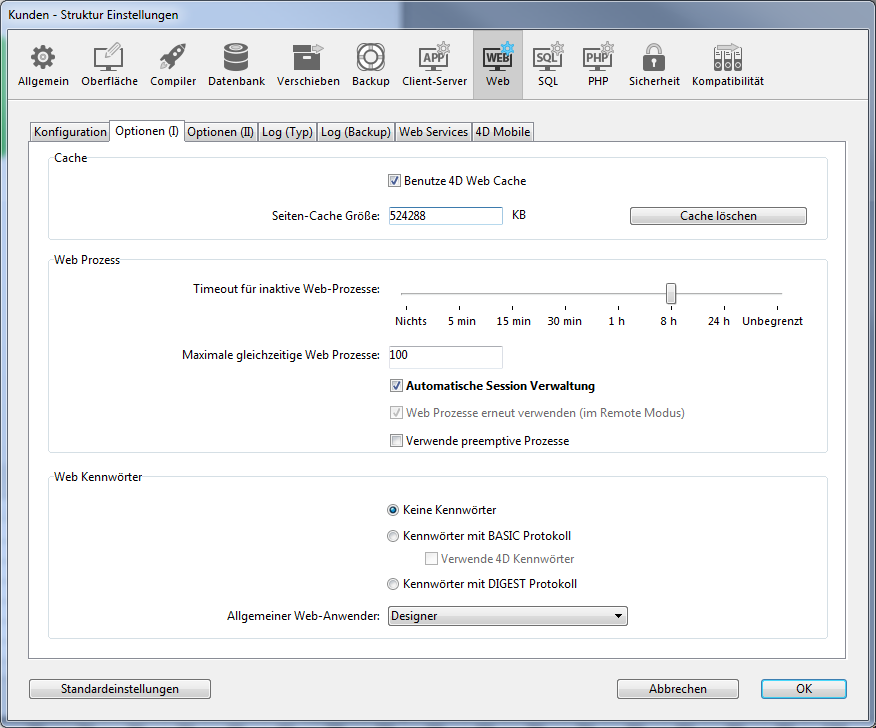 Kunden - Struktur Einstellungen
APP WEB SQL PHP
Allgemein Oberfläche Compiler Datenbank Verschieben Backup Client-Server Web SQL PHP Sicherheit Kompatibilität
Konfiguration Optionen (I) Optionen (II) Log (Typ) Log (Backup) Web Services 4D Mobile
Cache
Benutze 4D Web Cache
Seiten-Cache Größe: 524288 KB Cache löschen
Web Prozess
Timeout für inaktive Web-Prozesse:
Nichts 5 min 15 min 30 min 1 h 8 h 24 h Unbegrenzt
Maximale gleichzeitige Web Prozesse: 100
Automatische Session Verwaltung
Web Prozesse erneut verwenden (im Remote Modus)
Verwende preemptive Prozesse
Web Kennwörter
Keine Kennwörter
Kennwörter mit BASIC Protokoll
Verwende 4D Kennwörter
Kennwörter mit DIGEST Protokoll
Allgemeiner Web-Anwender: Designer
Standardeinstellungen Abbrechen OK